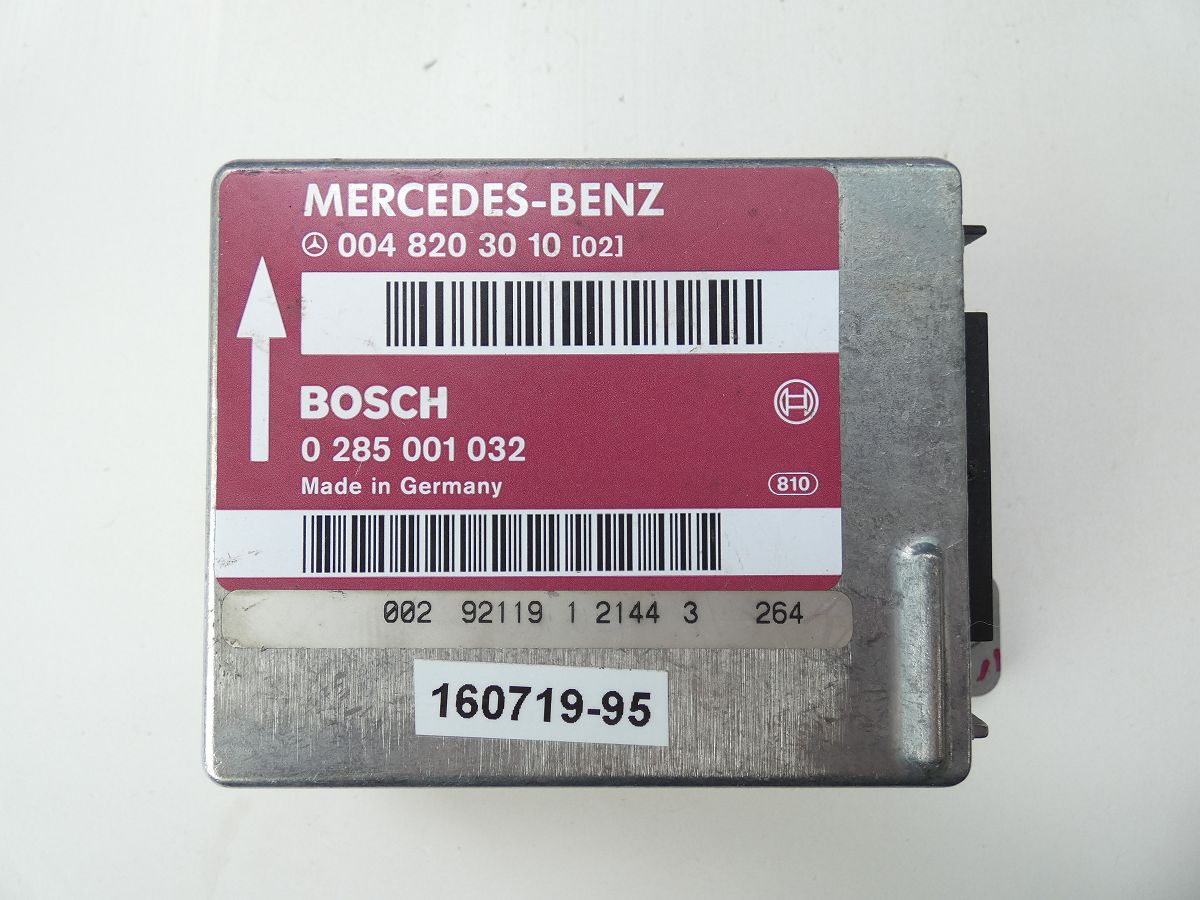 MERCEDES-BENZ
004 820 30 10 [02]
BOSCH
0 285 001 032
Made in Germany
810
002 92119 1 2144 3 264
160719-95